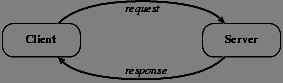 request
Client
Server
response